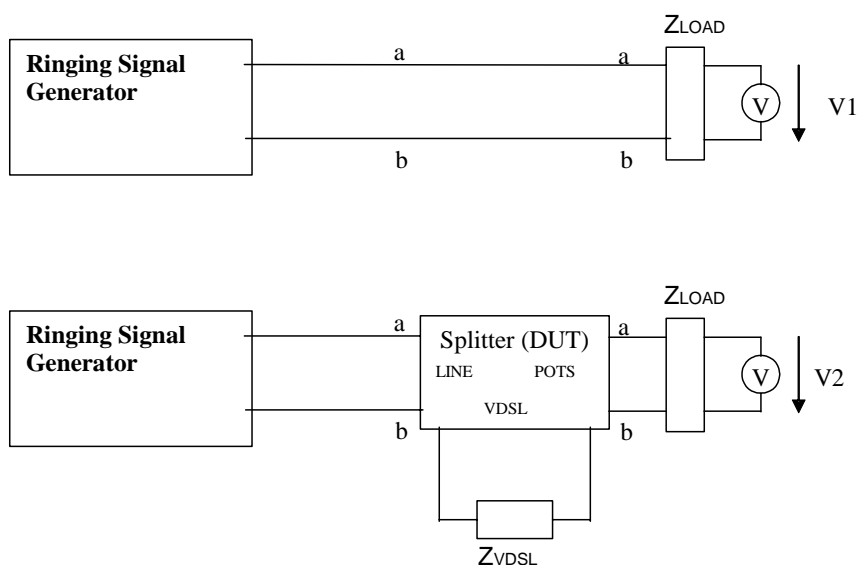 ZLOAD
Ringing Signal
Generator
a
a
V
V1
b
b
ZLOAD
Ringing Signal
Generator
a
a
Splitter (DUT)
LINE POTS
V
V2
VDSL
b
b
ZVDSL